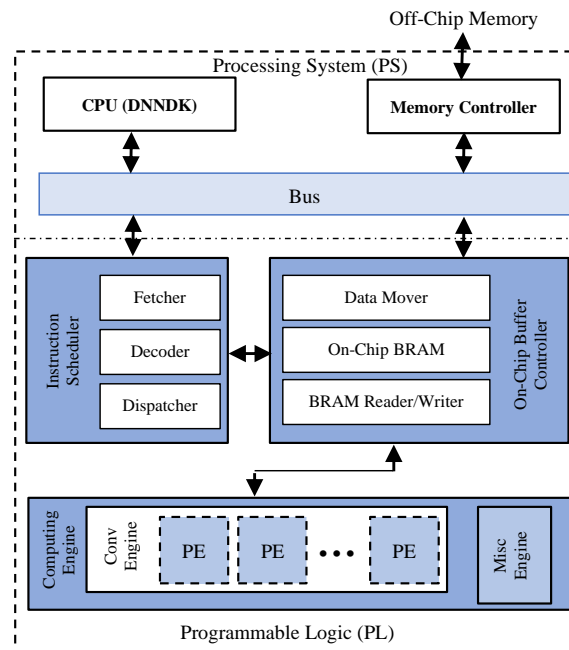 Off-Chip Memory
Processing System (PS)
CPU (DNNDK)
Memory Controller
Bus
Instruction
Scheduler
Fetcher
Decoder
Dispatcher
Data Mover
On-Chip BRAM
BRAM Reader/Writer
On-Chip Buffer
Controller
Computing
Engine
Conv
Engine
PE
PE
PE
Misc
Engine
Programmable Logic (PL)